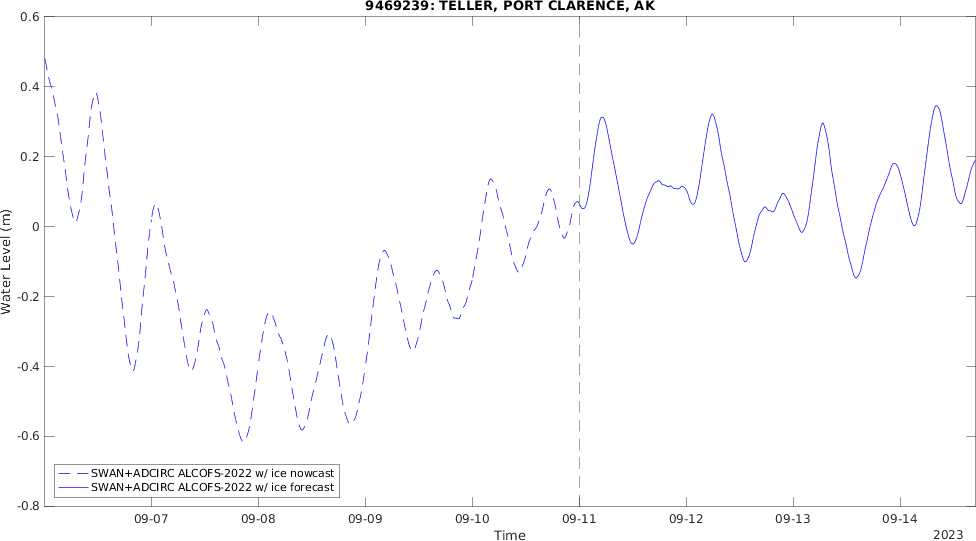 9469239: TELLER, PORT CLARENCE, AK
0.6
0.4
0.2
0
-0.2
-0.4
-0.6
-0.8
Water Level (m)
SWAN+ADCIRC ALCOFS-2022 w/ ice nowcast
SWAN+ADCIRC ALCOFS-2022 w/ ice forecast
09-07 09-08 09-09 09-10 09-11 09-12 09-13 09-14
Time
2023